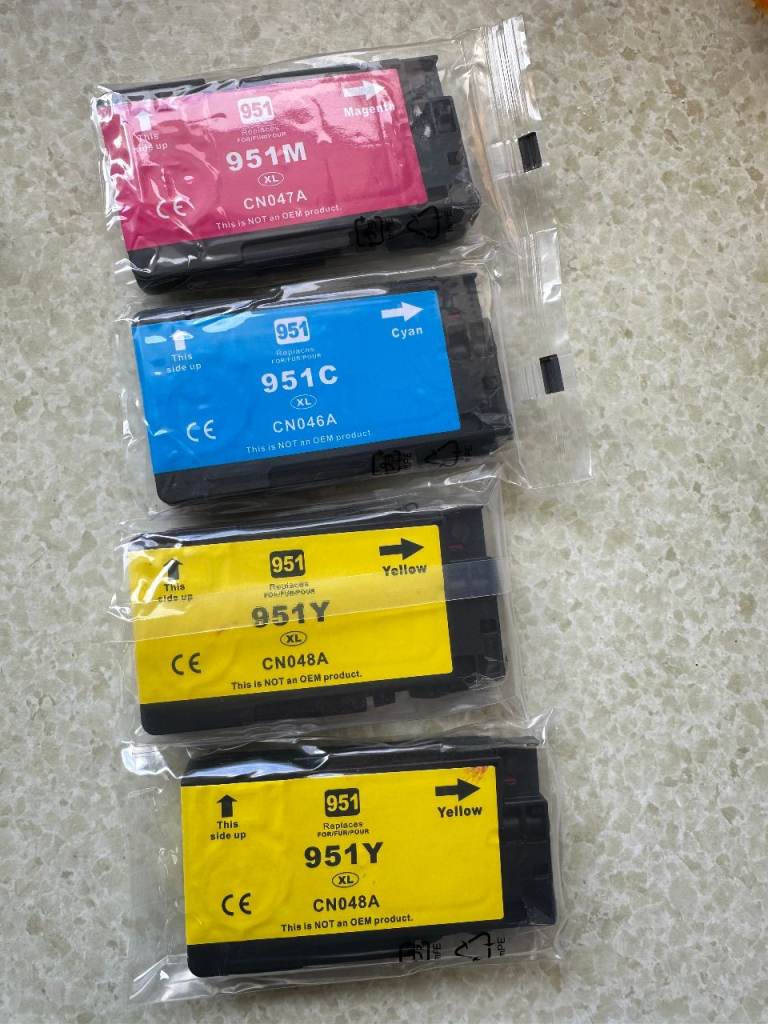 951
Magenta
This
side up
Replaces
FOR/FÜR/POUR
951M
XL
CN047A
CE
This is NOT an OEM product.
951
Cyan
This
side up
Replaces
FOR/FÜR/POUR
951C
XL
CN046A
CE
This is NOT an OEM product.
951
Yellow
This
side up
Replaces
FOR/FÜR/POUR
951Y
XL
CN048A
CE
This is NOT an OEM product.
951
Yellow
This
side up
Replaces
FOR/FÜR/POUR
951Y
XL
CN048A
CE
This is NOT an OEM product.